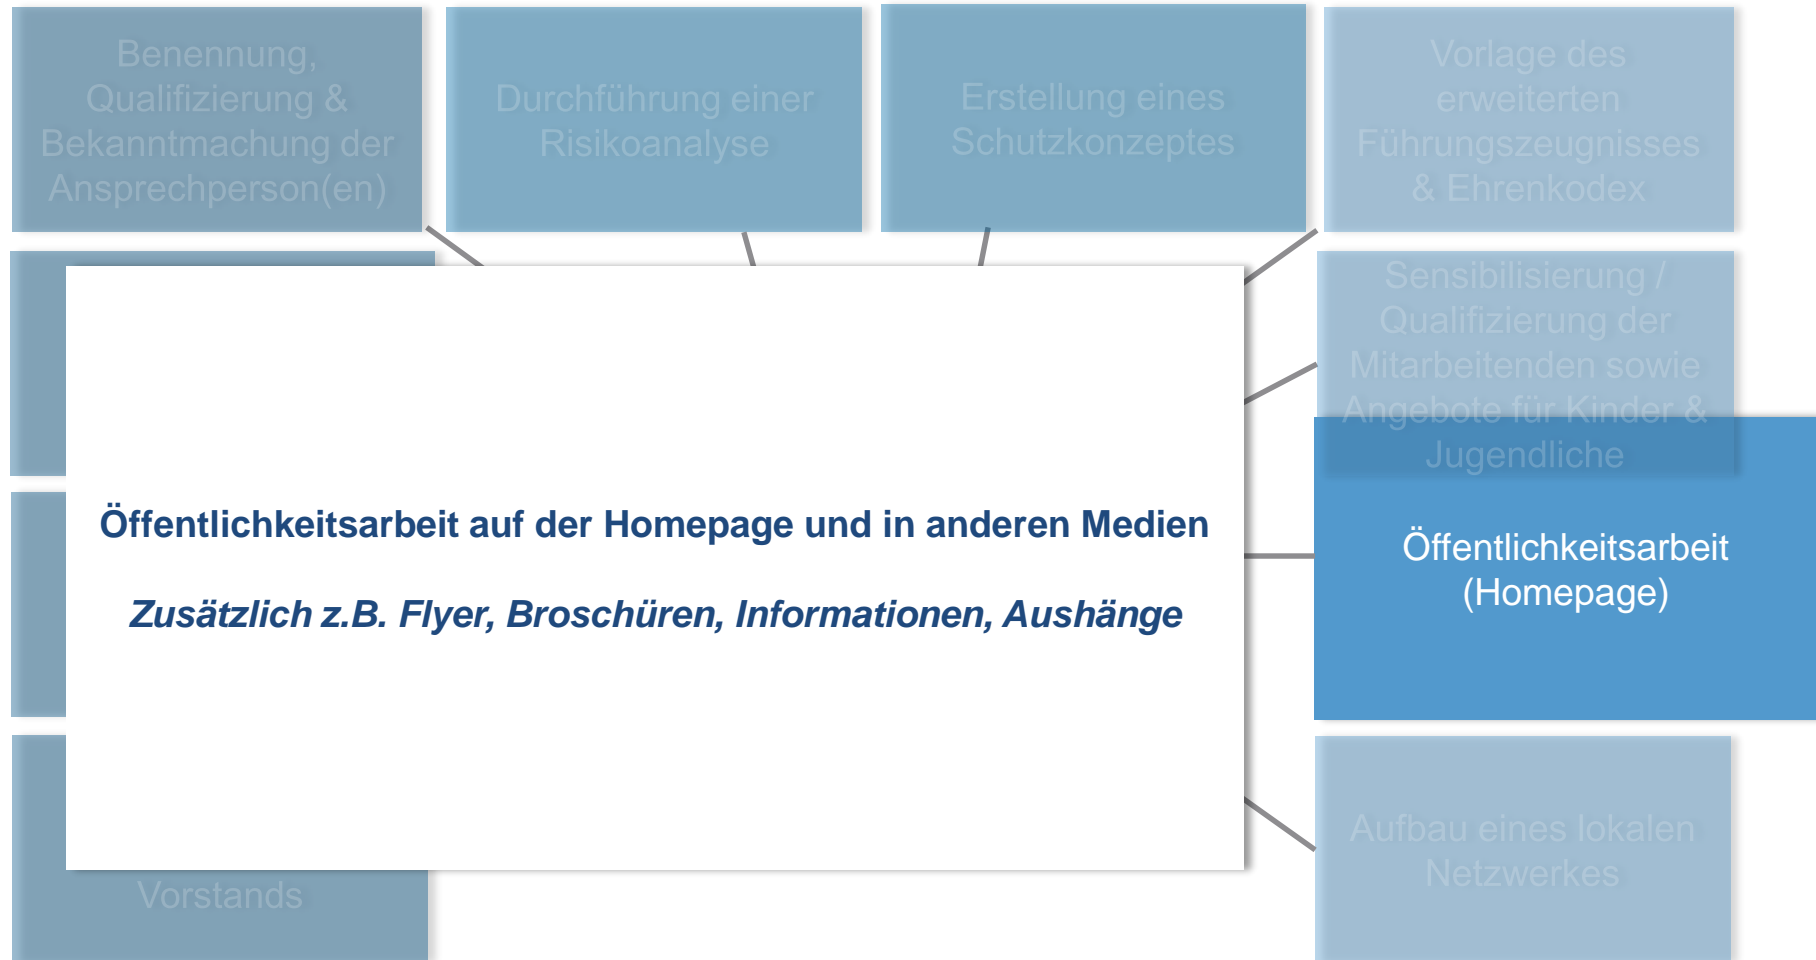 Benennung,
Qualifizierung &
Bekanntmachung der
Ansprechperson(en)
Durchführung einer
Risikoanalyse
Erstellung eines
Schutzkonzeptes
Vorlage des
erweiterten
Führungszeugnisses
& Ehrenkodex
Sensibilisierung /
Qualifizierung der
Mitarbeitenden sowie
Angebote für Kinder &
Jugendliche
Öffentlichkeitsarbeit auf der Homepage und in anderen Medien
Zusätzlich z.B. Flyer, Broschüren, Informationen, Aushänge
Öffentlichkeitsarbeit
(Homepage)
Vorstands
Aufbau eines lokalen
Netzwerkes